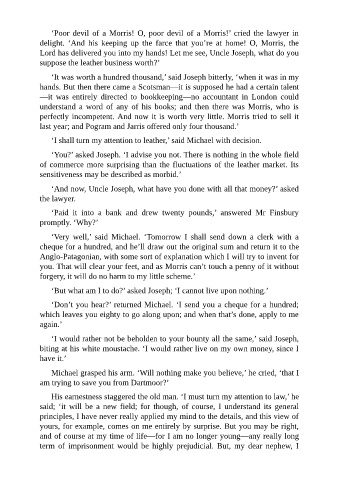 ‘Poor devil of a Morris! O, poor devil of a Morris!’ cried the lawyer in
delight. ‘And his keeping up the farce that you’re at home! O, Morris, the
Lord has delivered you into my hands! Let me see, Uncle Joseph, what do you
suppose the leather business worth?’
‘It was worth a hundred thousand,’ said Joseph bitterly, ‘when it was in my
hands. But then there came a Scotsman—it is supposed he had a certain talent
—it was entirely directed to bookkeeping—no accountant in London could
understand a word of any of his books; and then there was Morris, who is
perfectly incompetent. And now it is worth very little. Morris tried to sell it
last year; and Pogram and Jarris offered only four thousand.’
‘I shall turn my attention to leather,’ said Michael with decision.
‘You?’ asked Joseph. ‘I advise you not. There is nothing in the whole field
of commerce more surprising than the fluctuations of the leather market. Its
sensitiveness may be described as morbid.’
‘And now, Uncle Joseph, what have you done with all that money?’ asked
the lawyer.
‘Paid it into a bank and drew twenty pounds,’ answered Mr Finsbury
promptly. ‘Why?’
‘Very well,’ said Michael. ‘Tomorrow I shall send down a clerk with a
cheque for a hundred, and he’ll draw out the original sum and return it to the
Anglo-Patagonian, with some sort of explanation which I will try to invent for
you. That will clear your feet, and as Morris can’t touch a penny of it without
forgery, it will do no harm to my little scheme.’
‘But what am I to do?’ asked Joseph; ‘I cannot live upon nothing.’
‘Don’t you hear?’ returned Michael. ‘I send you a cheque for a hundred;
which leaves you eighty to go along upon; and when that’s done, apply to me
again.’
‘I would rather not be beholden to your bounty all the same,’ said Joseph,
biting at his white moustache. ‘I would rather live on my own money, since I
have it.’
Michael grasped his arm. ‘Will nothing make you believe,’ he cried, ‘that I
am trying to save you from Dartmoor?’
His earnestness staggered the old man. ‘I must turn my attention to law,’ he
said; ‘it will be a new field; for though, of course, I understand its general
principles, I have never really applied my mind to the details, and this view of
yours, for example, comes on me entirely by surprise. But you may be right,
and of course at my time of life—for I am no longer young—any really long
term of imprisonment would be highly prejudicial. But, my dear nephew, I